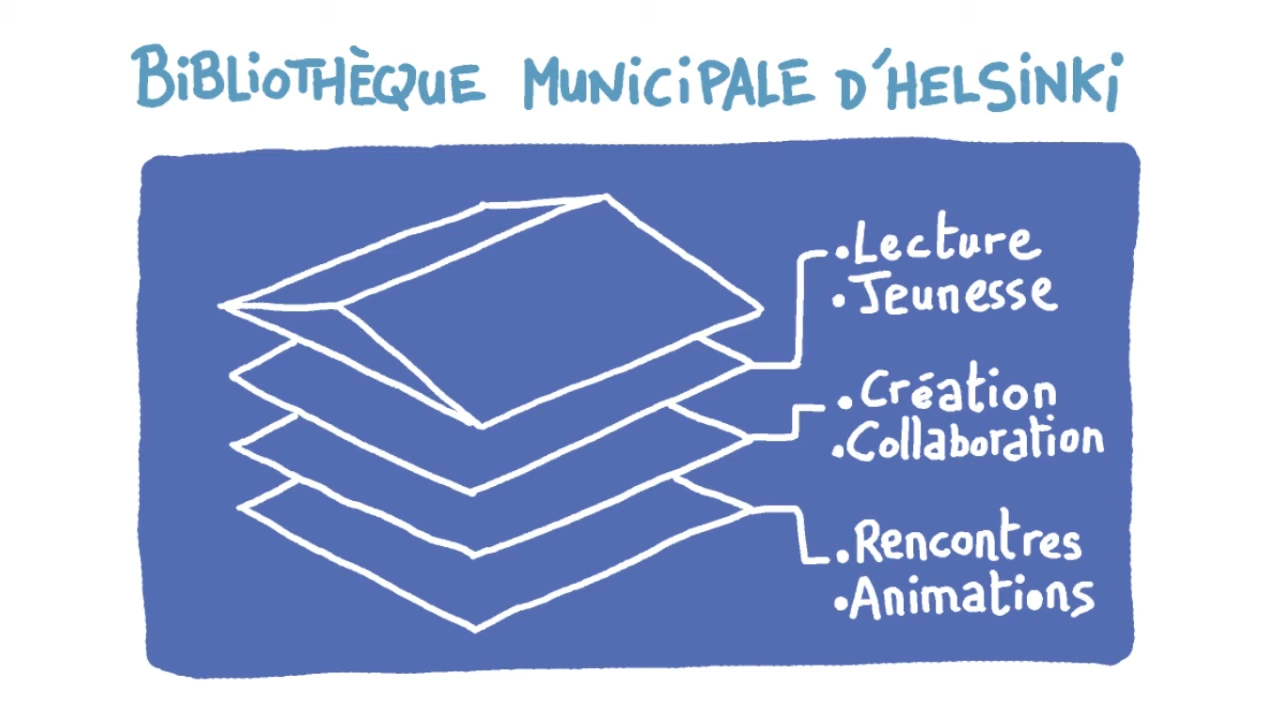 BIBLIOTHÈQUE MUNICIPALE D'HELSINKI
• Lecture
• Jeunesse
• Création
• Collaboration
• Rencontres
• Animations